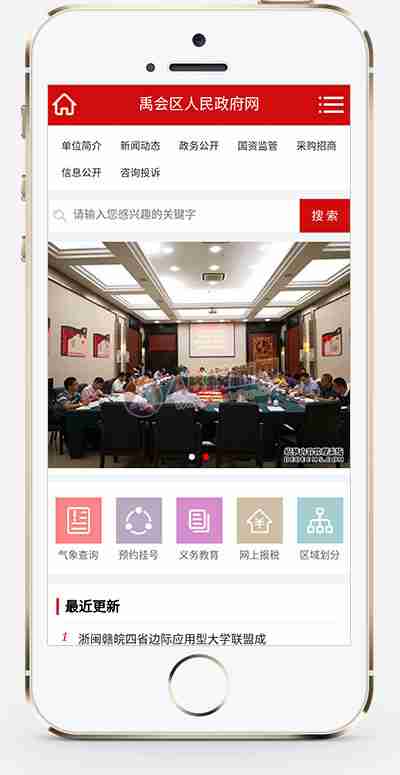 禹会区人民政府网
单位简介 新闻动态 政务公开 国资监管 采购招商
信息公开 咨询投诉
请输入您感兴趣的关键字 搜 索
DEDECMS.COM
气象查询 预约挂号 义务教育 网上报税 区域划分
最近更新
1 浙闽赣皖四省边际应用型大学联盟成